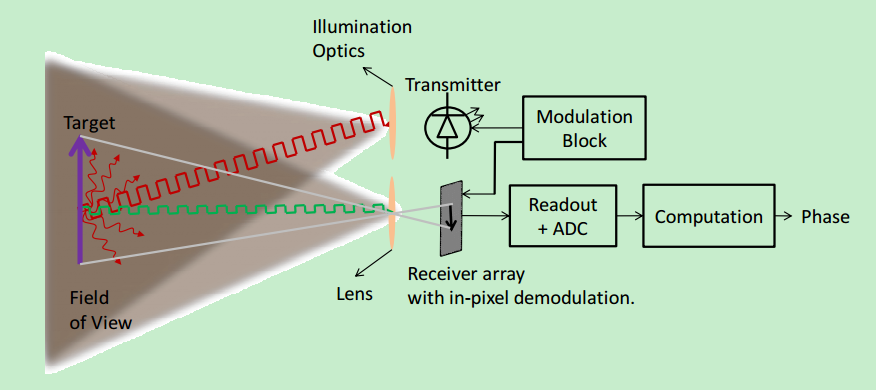 Illumination
Optics
Transmitter
Modulation
Block
Target
Readout
+ ADC
Computation
Phase
Receiver array
with in-pixel demodulation.
Lens
Field
of View